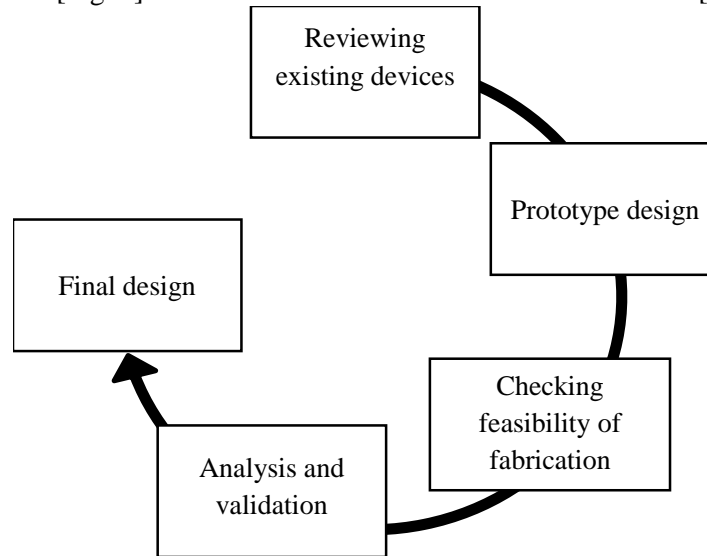 Reviewing
existing devices
Prototype design
Checking
feasibility of
fabrication
Analysis and
validation
Final design